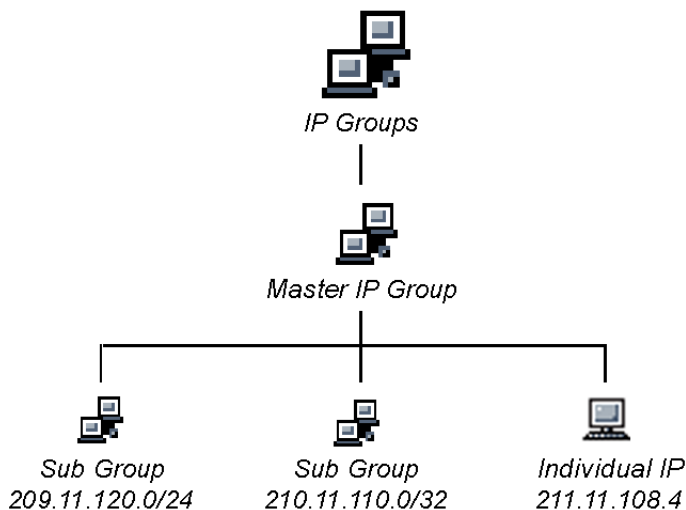 IP Groups
Master IP Group
Sub Group
209.11.120.0/24
Sub Group
210.11.110.0/32
Individual IP
211.11.108.4